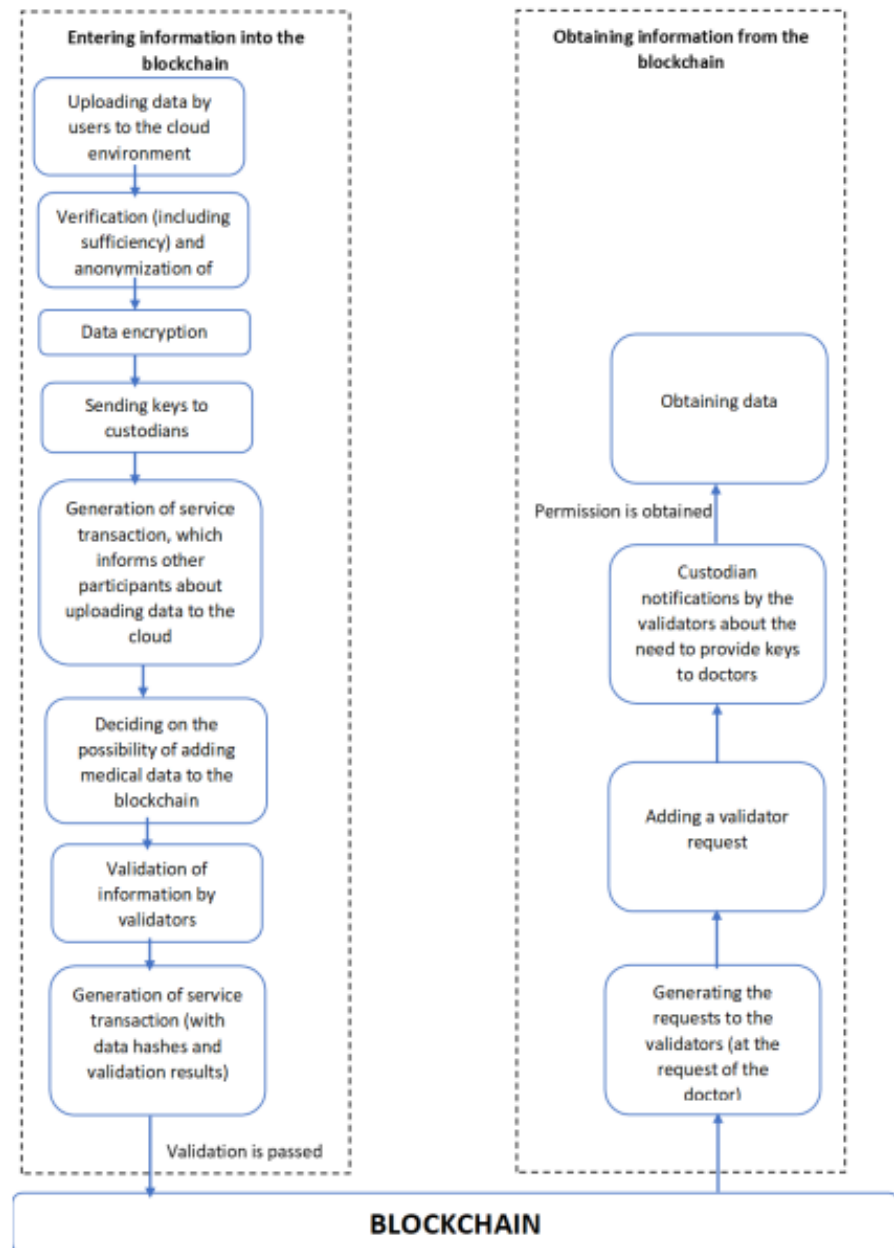 Entering information into the
blockchain
Uploading data by
users to the cloud
environment
Verification (including
sufficiency) and
anonymization of
Data encryption
Sending keys to
custodians
Generation of service
transaction, which
informs other
participants about
uploading data to the
cloud
Deciding on the
possibility of adding
medical data to the
blockchain
Validation of
information by
validators
Generation of service
transaction (with
data hashes and
validation results)
Validation is passed
Obtaining information from the
blockchain
Obtaining data
Permission is obtained
Custodian
notifications by the
validators about the
need to provide keys
to doctors
Adding a validator
request
Generating the
requests to the
validators (at the
request of the
doctor)
BLOCKCHAIN